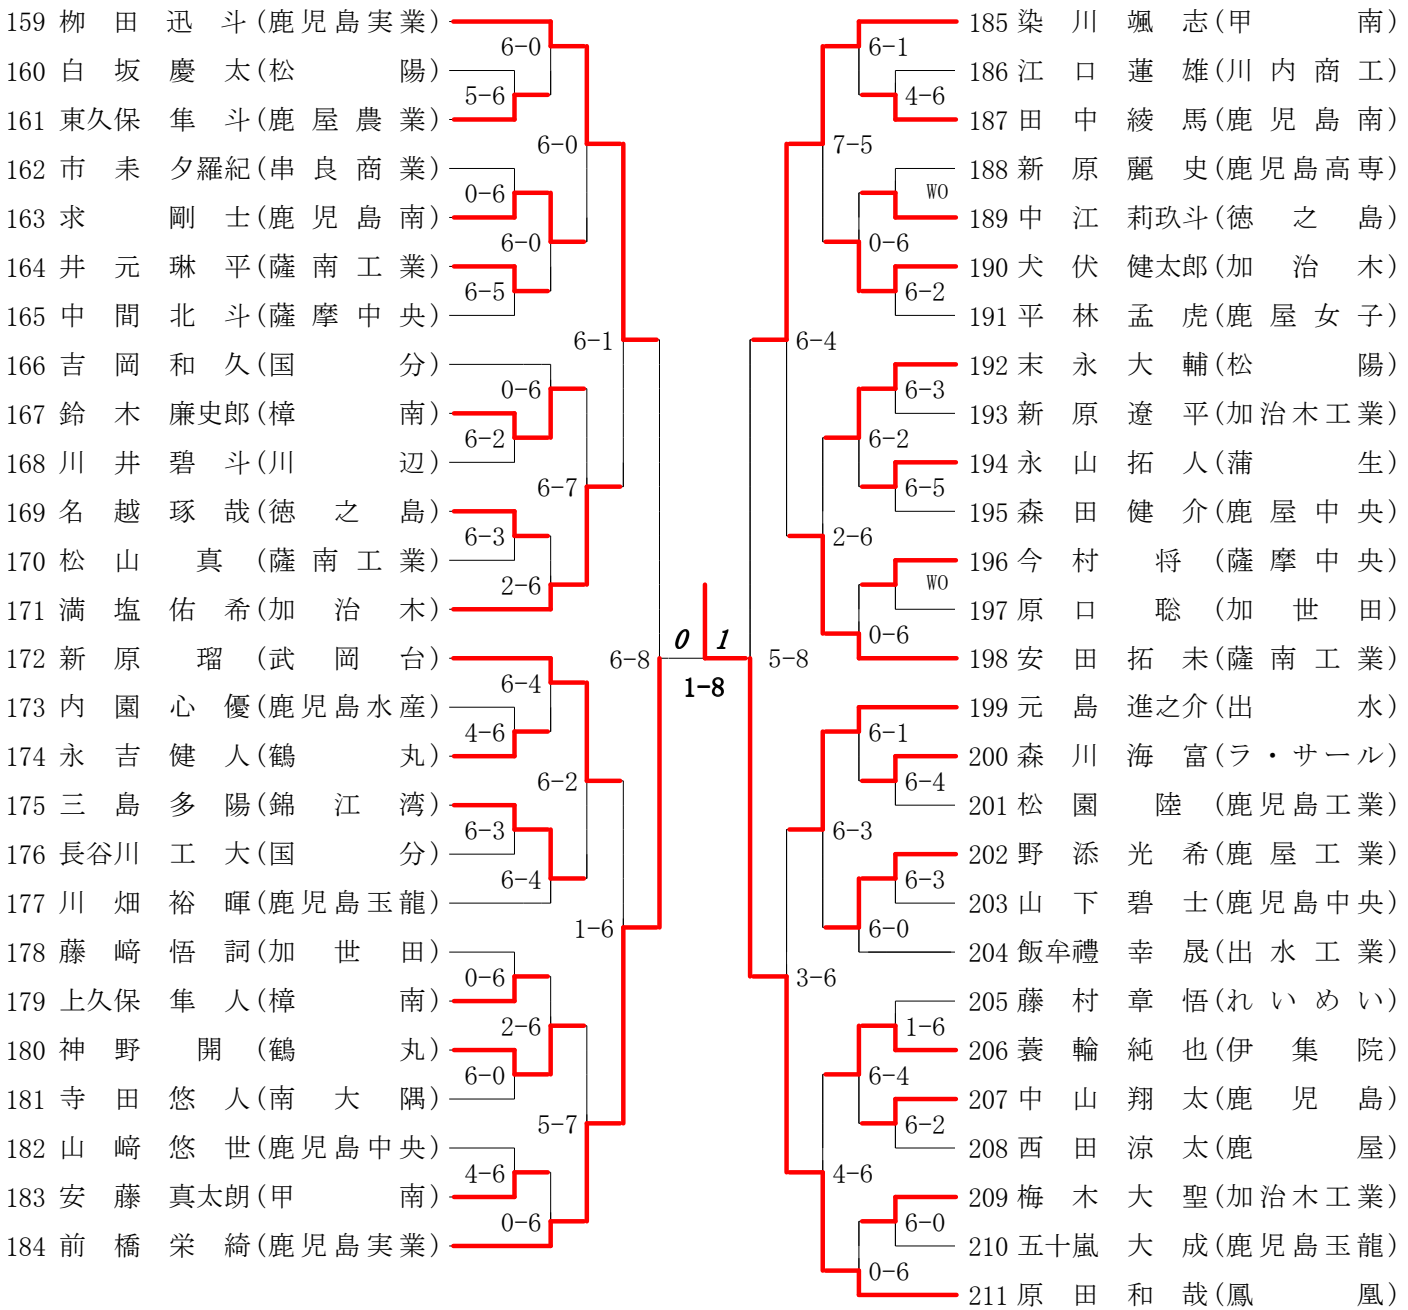 159 栁田 迅斗(鹿児島実業)
160 白坂慶太(松陽)
161 東久保 隼斗(鹿屋農業)
162 市耒 夕羅紀(串良商業)
163 求 剛士(鹿児島南)
164 井元琳平(薩南工業)
165 中間北斗(薩摩中央)
166 吉岡和久(国分)
167 鈴木 廉史郎(樟南)
168 川井碧斗(川辺)
169 名越琢哉(徳之島)
170 松山 真(薩南工業)
171 満塩佑希(加治木)
172 新原 瑠(武岡台)
173 内園心優(鹿児島水産)
174 永吉健人(鶴丸)
175 三島多陽(錦江湾)
176 長谷川 工大(国分)
177 川畑裕暉(鹿児島玉龍)
178 藤﨑悟詞(加世田)
179 上久保 隼人(樟南)
180 神野 開(鶴丸)
181 寺田悠人(南大隅)
182 山﨑悠世(鹿児島中央)
183 安藤 真太朗(甲南)
184 前橋栄綺(鹿児島実業)
6-0
5-6
6-0
0-6
6-0
6-5
6-1
0-6
6-2
6-7
6-3
2-6
6-8
6-4
4-6
6-2
6-3
6-4
1-6
0-6
2-6
6-0
5-7
4-6
0-6
0 1
1-8
185 染川颯志(甲南)
186 江口蓮雄(川内商工)
187 田中綾馬(鹿児島南)
188 新原麗史(鹿児島高専)
189 中江 莉玖斗(徳之島)
190 犬伏 健太郎(加治木)
191 平林孟虎(鹿屋女子)
192 末永大輔(松陽)
193 新原遼平(加治木工業)
194 永山拓人(蒲生)
195 森田健介(鹿屋中央)
196 今村 将(薩摩中央)
197 原口 聡(加世田)
198 安田拓未(薩南工業)
199 元島 進之介(出水)
200 森川海富(ラ・サール)
201 松園 陸(鹿児島工業)
202 野添光希(鹿屋工業)
203 山下碧士(鹿児島中央)
204 飯牟禮 幸晟(出水工業)
205 藤村章悟(れいめい)
206 蓑輪純也(伊集院)
207 中山翔太(鹿児島)
208 西田涼太(鹿屋)
209 梅木大聖(加治木工業)
210 五十嵐 大成(鹿児島玉龍)
211 原田和哉(鳳凰)
6-1
4-6
7-5
WO
0-6
6-2
6-4
6-3
6-2
6-5
2-6
WO
0-6
5-8
6-1
6-4
6-3
6-3
6-0
3-6
1-6
6-4
6-2
4-6
6-0
0-6